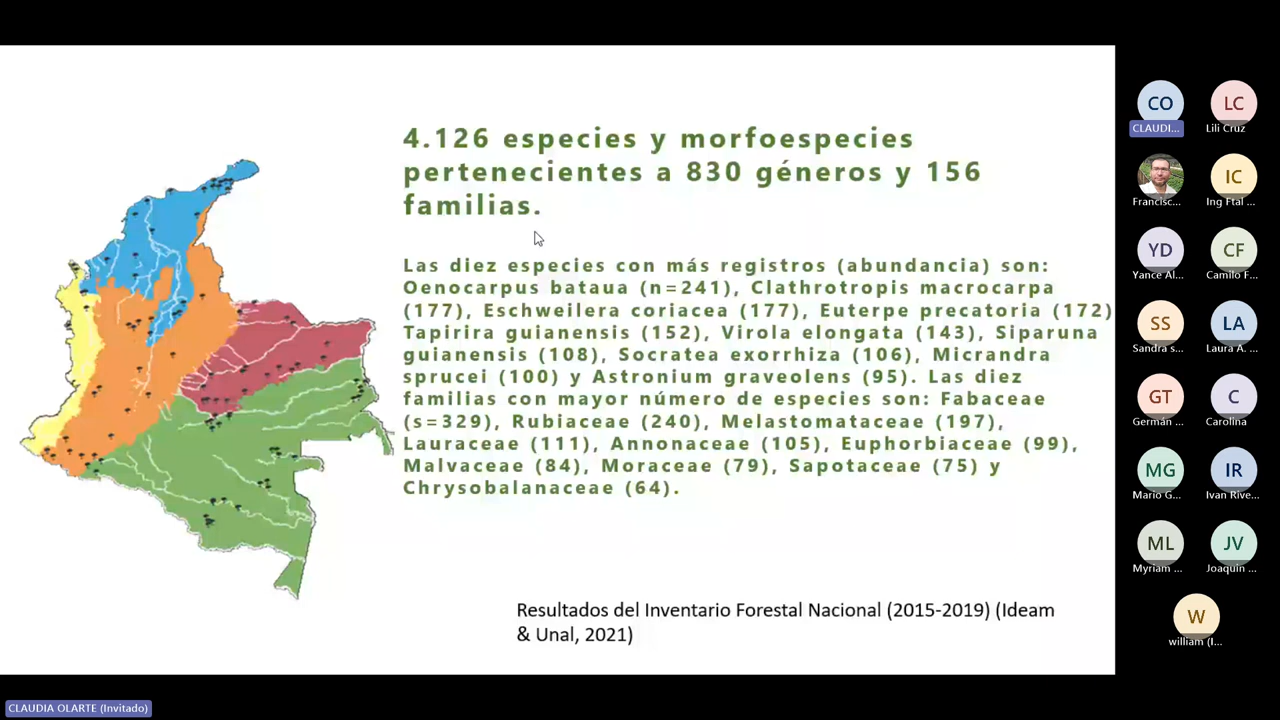 4.126 especies y morfoespecies
pertenecientes a 830 géneros y 156
familias.
Las diez especies con más registros (abundancia) son:
Oenocarpus bataua (n=241), Clathrotropis macrocarpa
(177), Eschweilera coriacea (177), Euterpe precatoria (172)
Tapirira guianensis (152), Virola elongata (143), Siparuna
guianensis (108), Socratea exorrhiza (106), Micrandra
sprucei (100) y Astronium graveolens (95). Las diez
familias con mayor número de especies son: Fabaceae
(s=329), Rubiaceae (240), Melastomataceae (197),
Lauraceae (111), Annonaceae (105), Euphorbiaceae (99),
Malvaceae (84), Moraceae (79), Sapotaceae (75) y
Chrysobalanaceae (64).
Resultados del Inventario Forestal Nacional (2015-2019) (Ideam
& Unal, 2021)
CO
CLAUDI...
LC
Lili Cruz
Francisc...
IC
Ing Ftal ...
YD
Yance Al...
CF
Camilo F...
SS
Sandra s...
LA
Laura A. ...
GT
Germán ...
C
Carolina
MG
Mario G...
IR
Ivan Rive...
ML
Myriam ...
JV
Joaquin ...
W
william (I...
CLAUDIA OLARTE (Invitado)